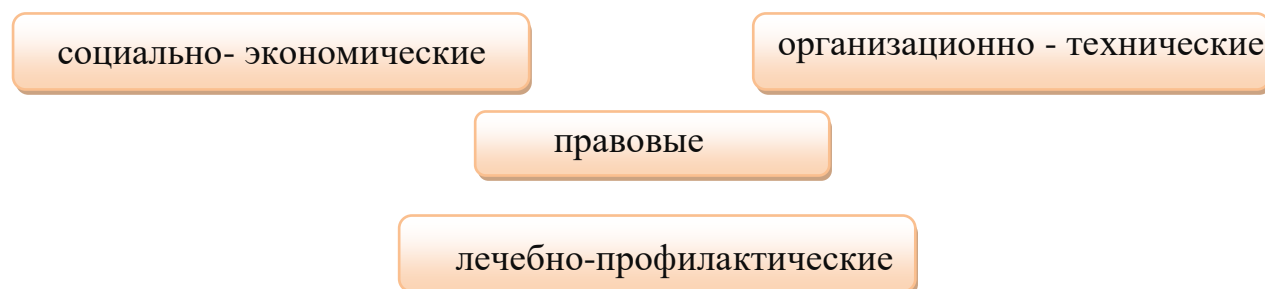 социально- экономические
организационно - технические
правовые
лечебно-профилактические